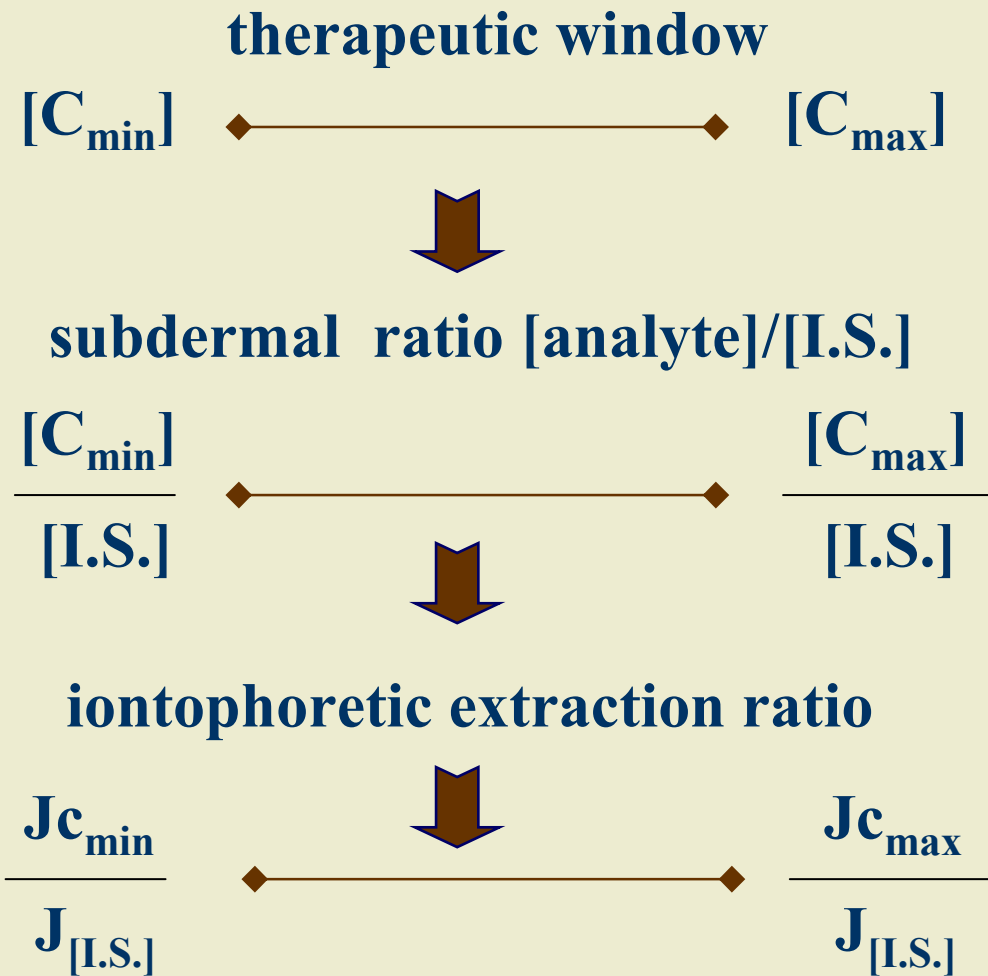 therapeutic window
[Cmin] [Cmax]
subdermal ratio [analyte]/[I.S.]
[Cmin] [Cmax]
[I.S.] [I.S.]
iontophoretic extraction ratio
Jcmin Jcmax
J[I.S.] J[I.S.]